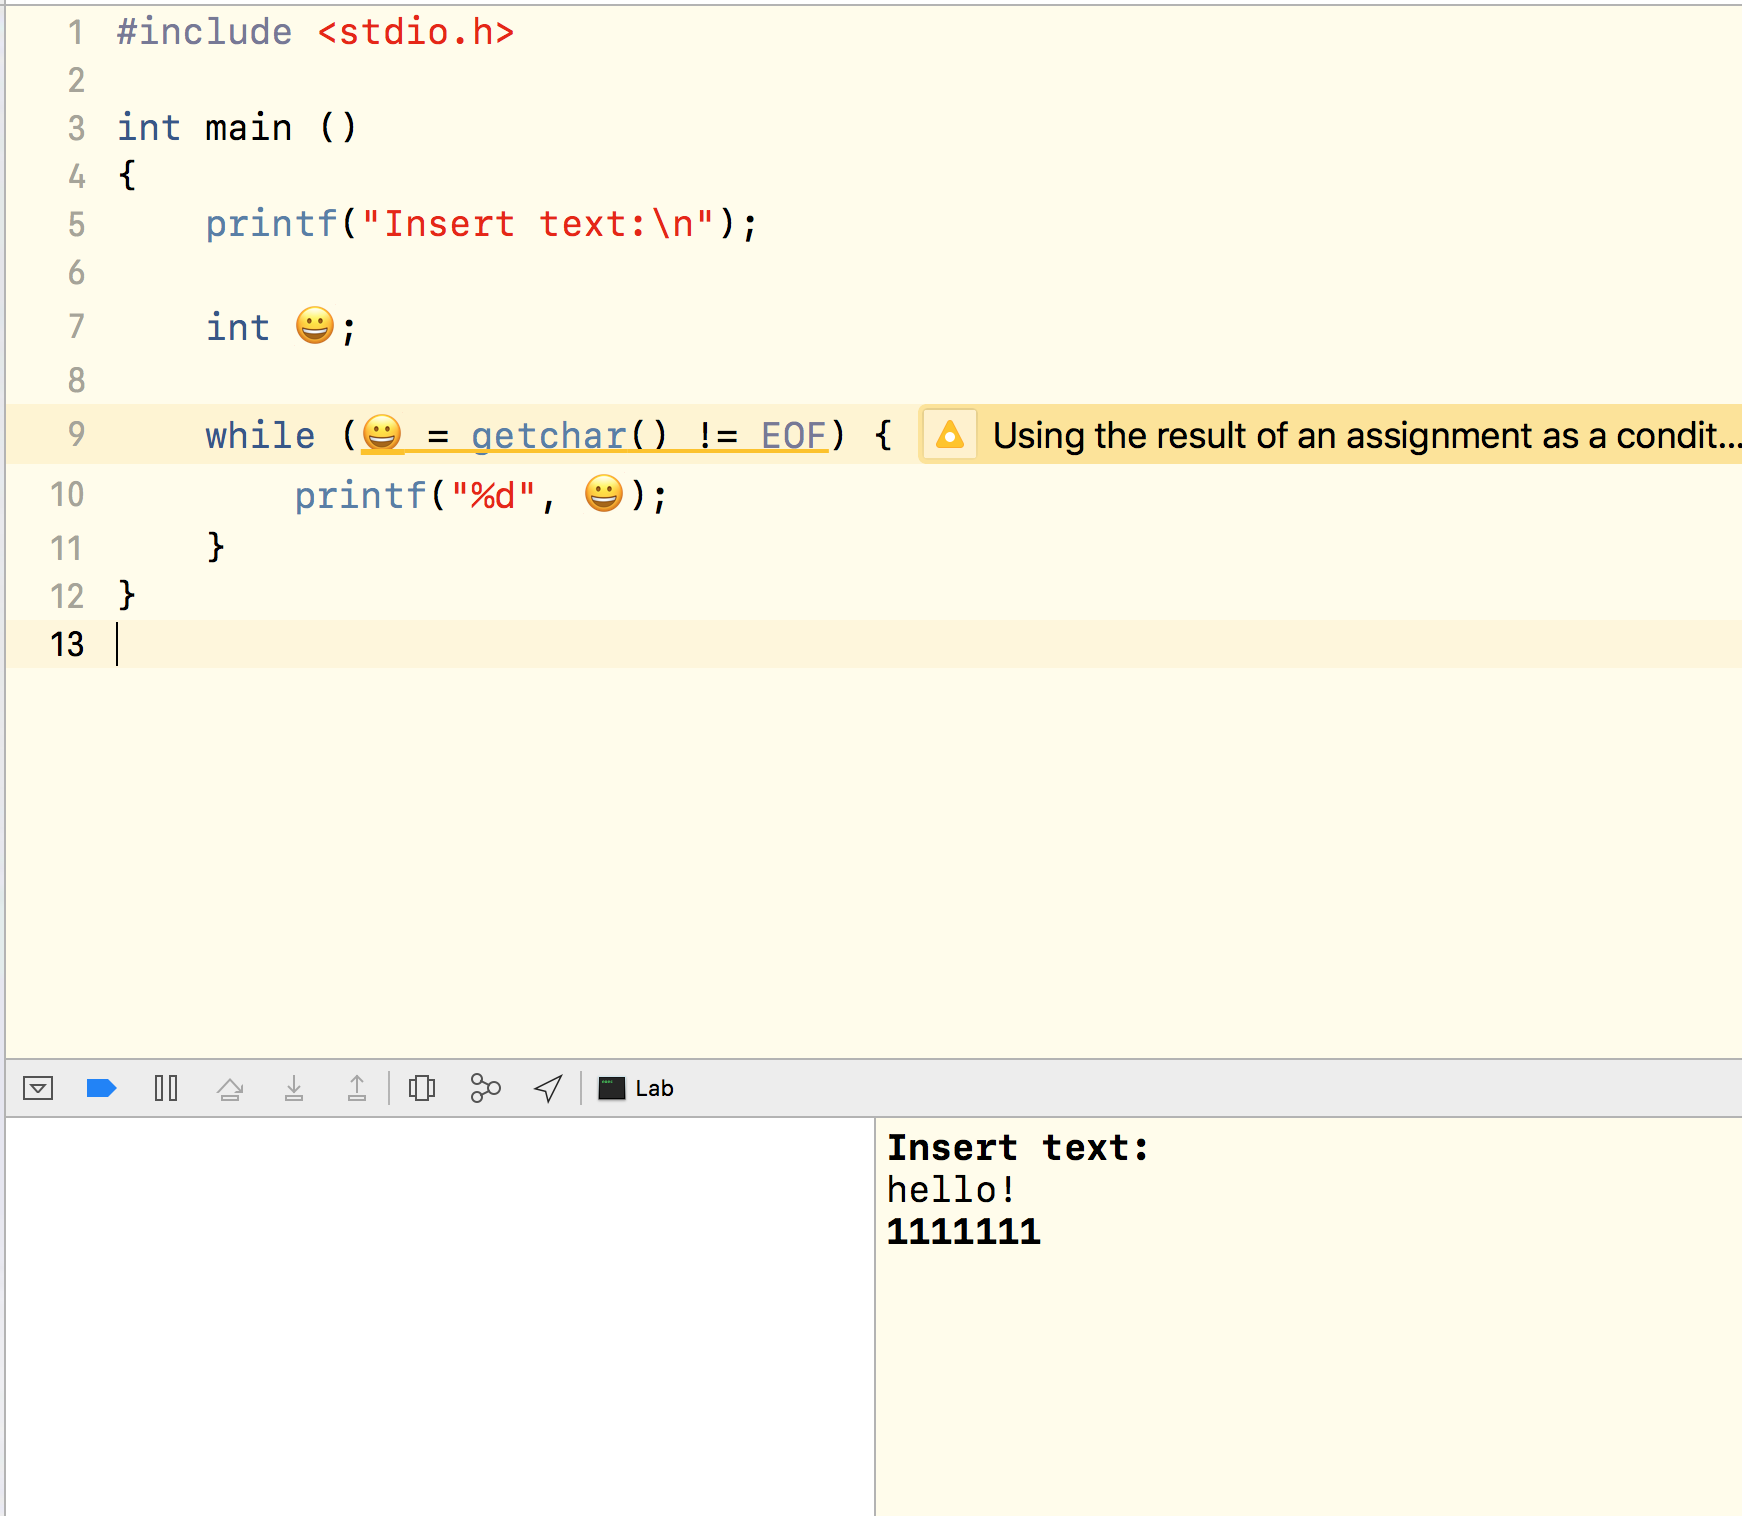 1 #include <stdio.h>
2
3 int main ()
4 {
5 printf("Insert text:\n");
6
7 int 😀;
8
9 while (😀 = getchar() != EOF) { Using the result of an assignment as a condit...
10 printf("%d", 😀);
11 }
12 }
13
Lab
Insert text:
hello!
1111111